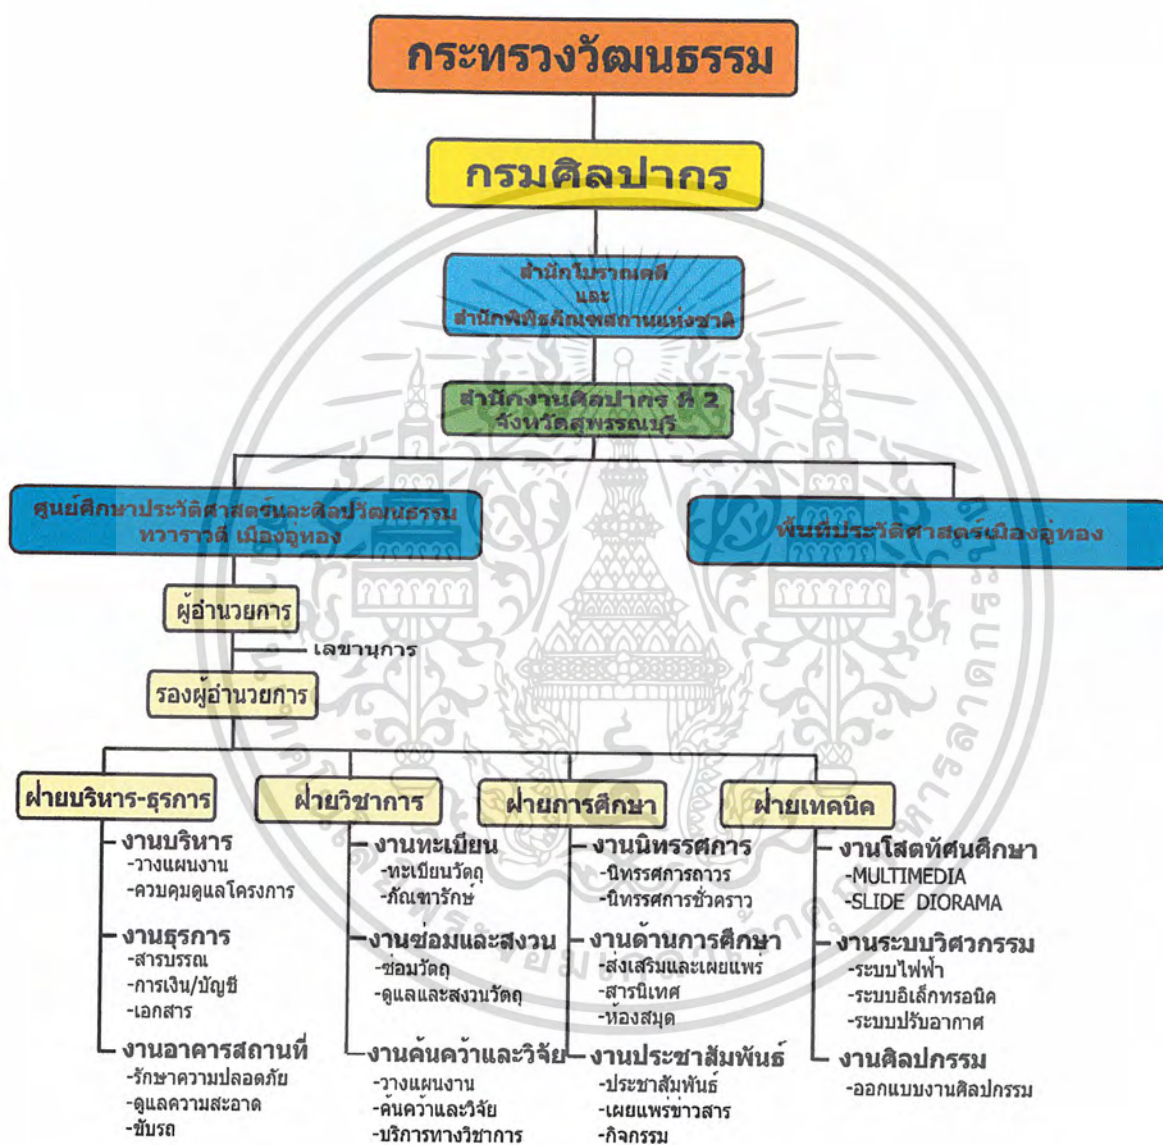 กระทรวงวัฒนธรรม
กรมศิลปากร
สำนักโบราณคดี
และ
สำนักพิพิธภัณฑสถานแห่งชาติ
สำนักงานศิลปากร ที่ 2
จังหวัดสุพรรณบุรี
ศูนย์ศึกษาประวัติศาสตร์และศิลปวัฒนธรรม
ทวาราวดี เมืองอู่ทอง
พื้นที่ประวัติศาสตร์เมืองอู่ทอง
ผู้อำนวยการ
เลขานุการ
รองผู้อำนวยการ
ฝ่ายบริหาร-ธุรการ
งานบริหาร
-วางแผนงาน
-ควบคุมดูแลโครงการ
งานธุรการ
-สารบรรณ
-การเงิน/บัญชี
-เอกสาร
งานอาคารสถานที่
-รักษาความปลอดภัย
-ดูแลความสะอาด
-ขับรถ
ฝ่ายวิชาการ
งานทะเบียน
-ทะเบียนวัตถุ
-ภัณฑารักษ์
งานซ่อมและสงวน
-ซ่อมวัตถุ
-ดูแลและสงวนวัตถุ
งานค้นคว้าและวิจัย
-วางแผนงาน
-ค้นคว้าและวิจัย
-บริการทางวิชาการ
ฝ่ายการศึกษา
งานนิทรรศการ
-นิทรรศการถาวร
-นิทรรศการชั่วคราว
งานด้านการศึกษา
-ส่งเสริมและเผยแพร่
-สารนิเทศ
-ห้องสมุด
งานประชาสัมพันธ์
-ประชาสัมพันธ์
-เผยแพร่ข่าวสาร
-กิจกรรม
ฝ่ายเทคนิค
งานโสตทัศนศึกษา
-MULTIMEDIA
-SLIDE DIORAMA
งานระบบวิศวกรรม
-ระบบไฟฟ้า
-ระบบอิเล็กทรอนิค
-ระบบปรับอากาศ
งานศิลปกรรม
-ออกแบบงานศิลปกรรม